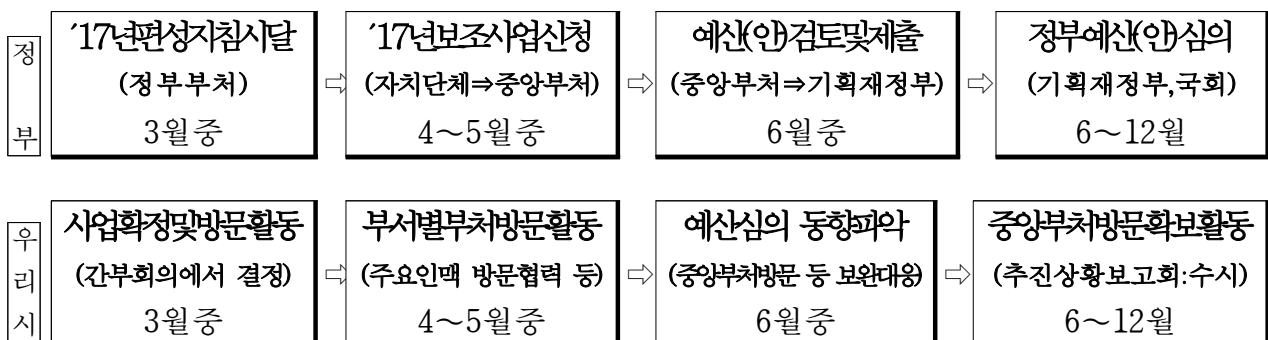 정부
'17년편성지침시달
(정부부처)
3월중
⇨
'17년보조사업신청
(자치단체⇒중앙부처)
4～5월중
⇨
예산(안)검토및제출
(중앙부처⇒기획재정부)
6월중
⇨
정부예산(안)심의
(기획재정부,국회)
6～12월
우리시
사업확정및방문활동
(간부회의에서 결정)
3월중
⇨
부서별부처방문활동
(주요인맥 방문협력 등)
4～5월중
⇨
예산심의 동향파악
(중앙부처방문 등 보완대응)
6월중
⇨
중앙부처방문확보활동
(추진상황보고회:수시)
6～12월